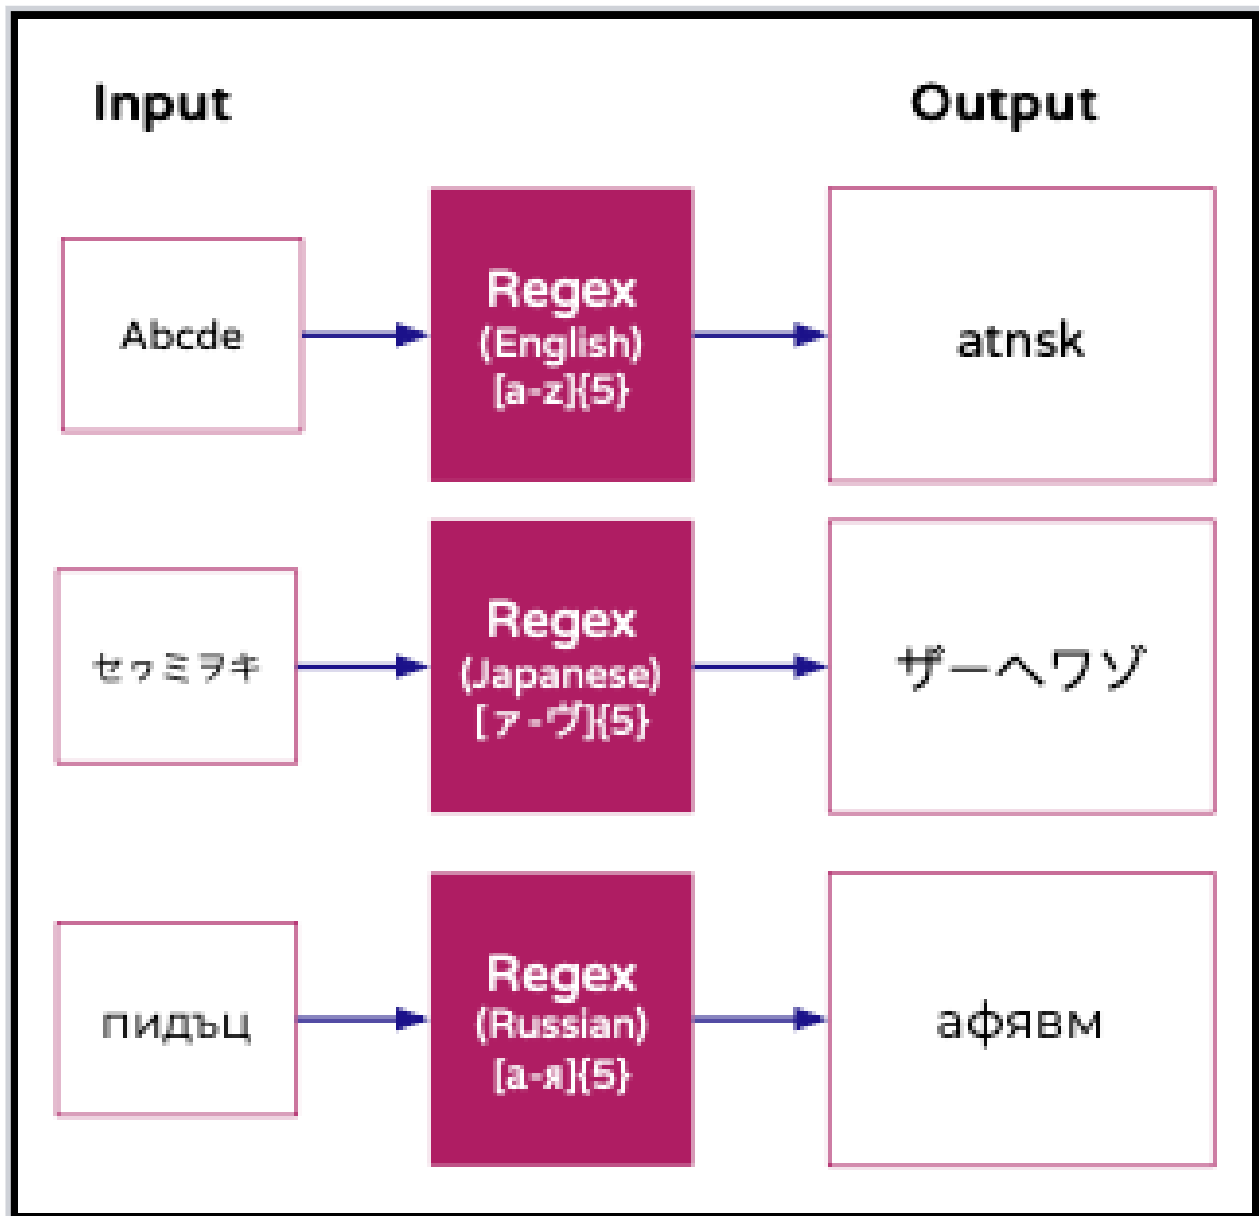 Input
Output
Abcde
Regex
(English)
[a-z]{5}
atnsk
セゥミヲキ
Regex
(Japanese)
[ァ-ヴ]{5}
ザーヘワゾ
пидъц
Regex
(Russian)
[а-я]{5}
афявм